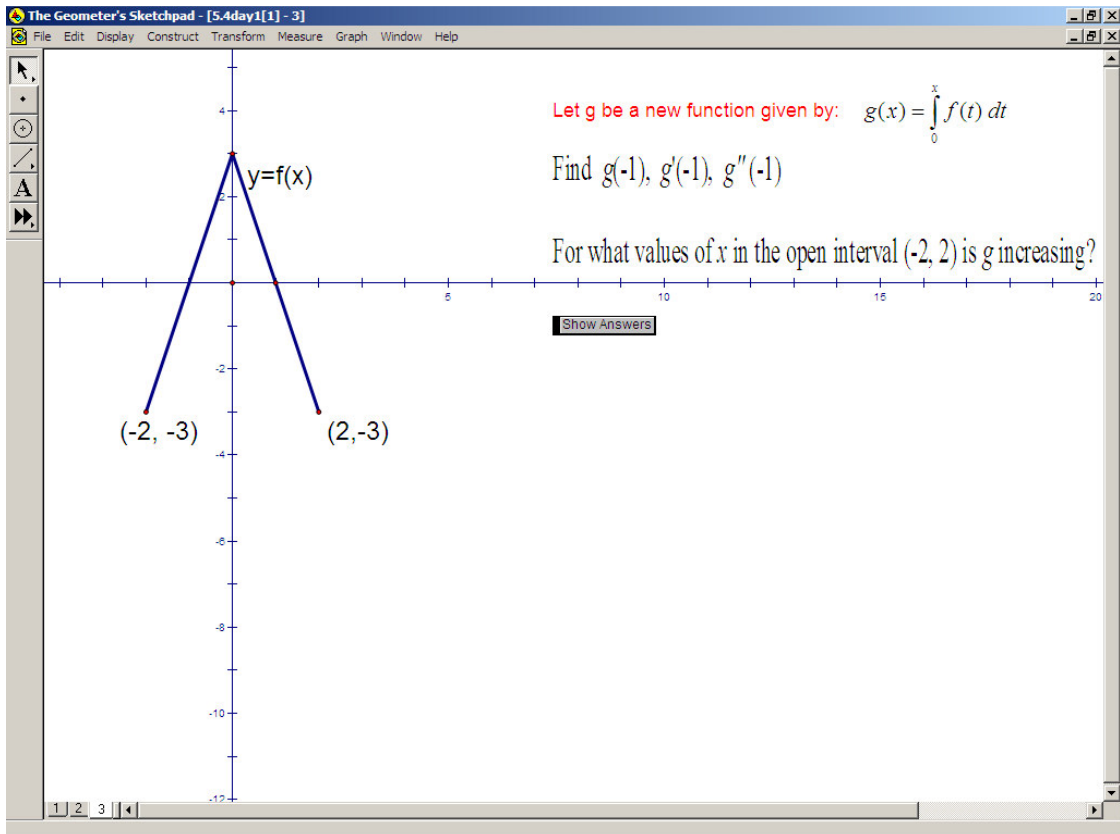 The Geometer's Sketchpad - [5.4day1[1] - 3]
File Edit Display Construct Transform Measure Graph Window Help
A
4
Let g be a new function given by: g(x) = ∫₀ˣ f(t) dt
y=f(x)
Find g(-1), g'(-1), g''(-1)
2
For what values of x in the open interval (-2, 2) is g increasing?
5 10 15 20
Show Answers
-2
(-2, -3) (2,-3)
-4
-6
-8
-10
-12
1 2 3